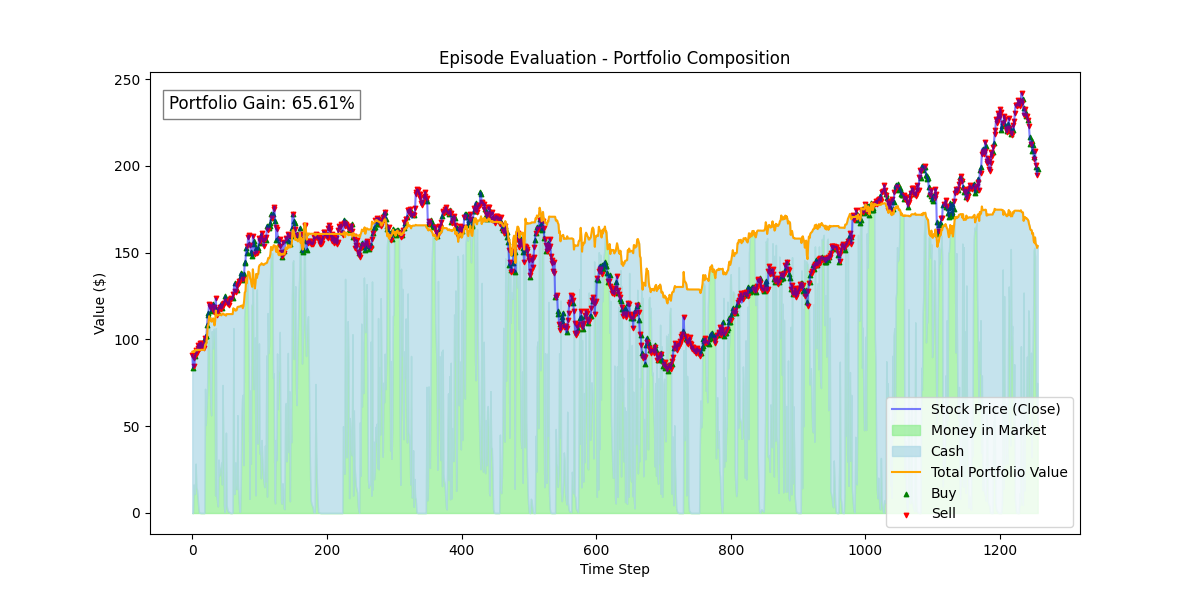 Episode Evaluation - Portfolio Composition
Portfolio Gain: 65.61%
Value ($)
250
200
150
100
50
0
0 200 400 600 800 1000 1200
Time Step
Stock Price (Close)
Money in Market
Cash
Total Portfolio Value
Buy
Sell